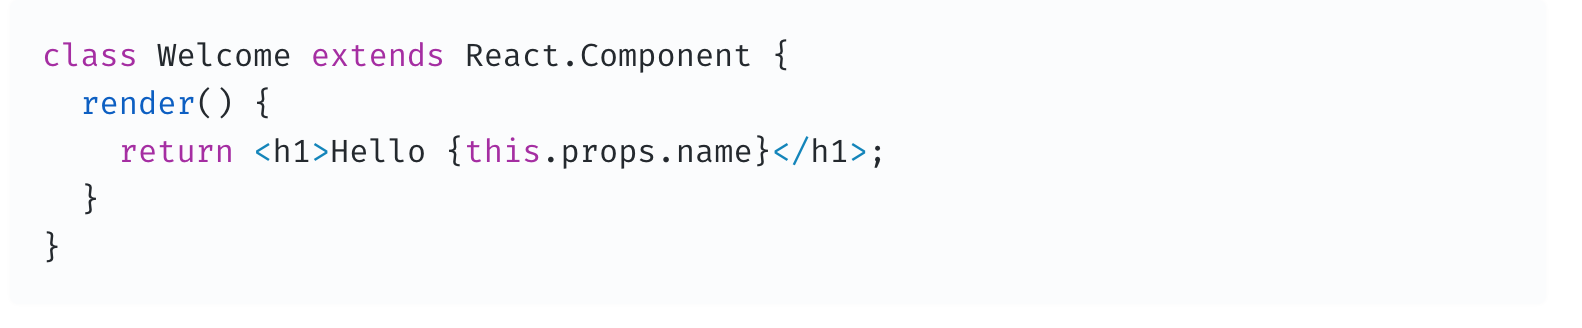 class Welcome extends React.Component {
  render() {
    return <h1>Hello {this.props.name}</h1>;
  }
}